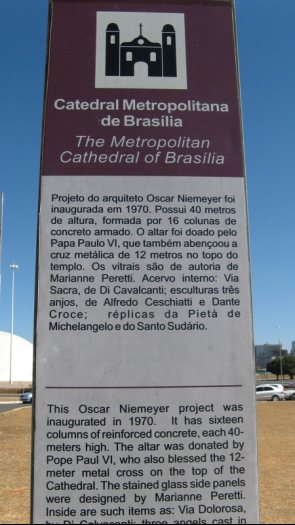 Catedral Metropolitana
de Brasília
The Metropolitan
Cathedral of Brasília
Projeto do arquiteto Oscar Niemeyer foi
inaugurada em 1970. Possui 40 metros
de altura, formada por 16 colunas de
concreto armado. O altar foi doado pelo
Papa Paulo VI, que também abençoou a
cruz metálica de 12 metros no topo do
templo. Os vitrais são de autoria de
Marianne Peretti. Acervo interno: Via
Sacra, de Di Cavalcanti; esculturas três
anjos, de Alfredo Ceschiatti e Dante
Croce; réplicas da Pietà de
Michelangelo e do Santo Sudário.
This Oscar Niemeyer project was
inaugurated in 1970. It has sixteen
columns of reinforced concrete, each 40-
meters high. The altar was donated by
Pope Paul VI, who also blessed the 12-
meter metal cross on the top of the
Cathedral. The stained glass side panels
were designed by Marianne Peretti.
Inside are such items as: Via Dolorosa,
by Di Cavalcanti; three angels cast in